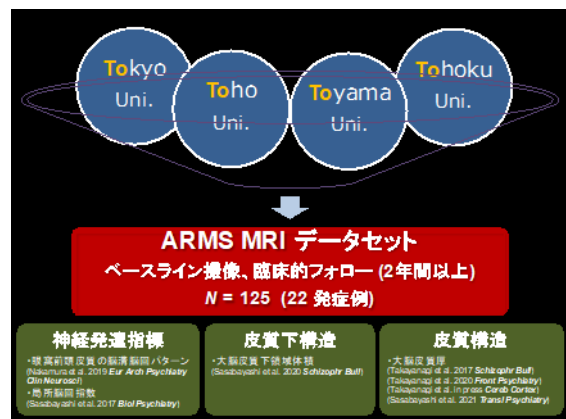 Tokyo
Uni.
Toho
Uni.
Toyama
Uni.
Tohoku
Uni.
ARMS MRI データセット
ベースライン撮像、臨床的フォロー (2年間以上)
N = 125 (22 発症例)
神経発達指標
・眼窩前頭皮質の脳溝脳回パターン
(Nakamura et al. 2019 Eur Arch Psychiatry
Clin Neurosci)
・局所脳回指数
(Sasabayashi et al. 2017 Biol Psychiatry)
皮質下構造
・大脳皮質下領域体積
(Sasabayashi et al. 2020 Schizophr Bull)
皮質構造
・大脳皮質厚
(Takayanagi et al. 2017 Schizophr Bull)
(Takayanagi et al. 2020 Front Psychiatry)
(Takayanagi et al. in press Cereb Cortex)
(Sasabayashi et al. 2021 Transl Psychiatry)